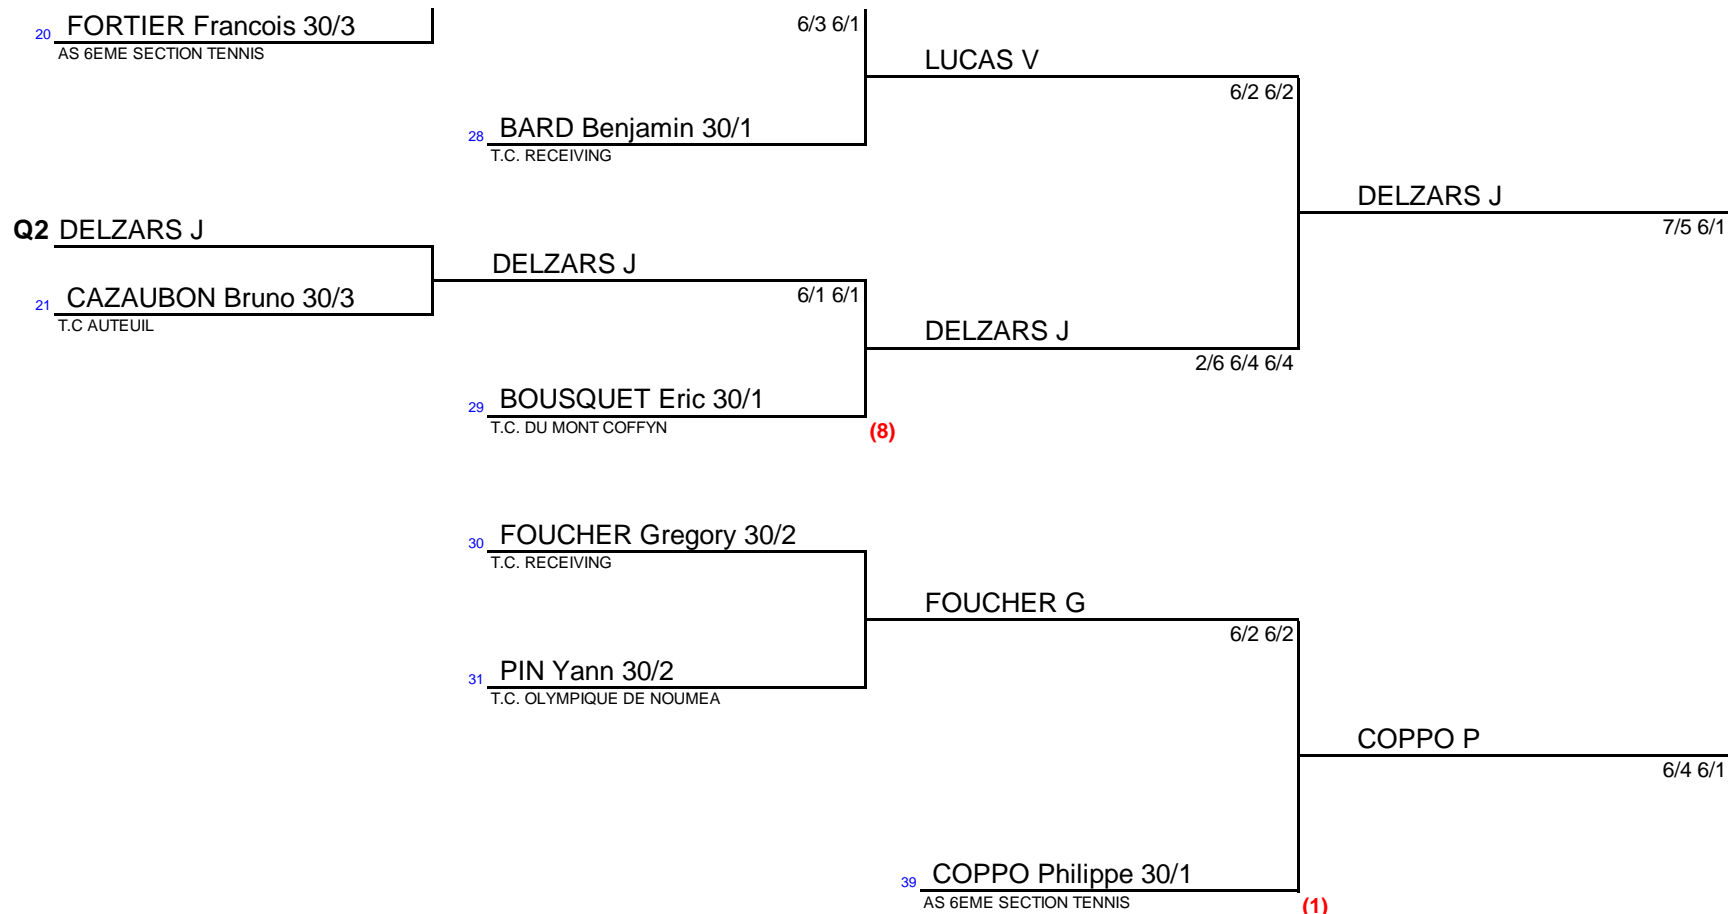 20 FORTIER Francois 30/3
AS 6EME SECTION TENNIS
6/3 6/1
LUCAS V
6/2 6/2
28 BARD Benjamin 30/1
T.C. RECEIVING
DELZARS J
7/5 6/1
Q2 DELZARS J
DELZARS J
6/1 6/1
21 CAZAUBON Bruno 30/3
T.C AUTEUIL
DELZARS J
2/6 6/4 6/4
29 BOUSQUET Eric 30/1
T.C. DU MONT COFFYN
(8)
30 FOUCHER Gregory 30/2
T.C. RECEIVING
FOUCHER G
6/2 6/2
31 PIN Yann 30/2
T.C. OLYMPIQUE DE NOUMEA
COPPO P
6/4 6/1
39 COPPO Philippe 30/1
AS 6EME SECTION TENNIS
(1)